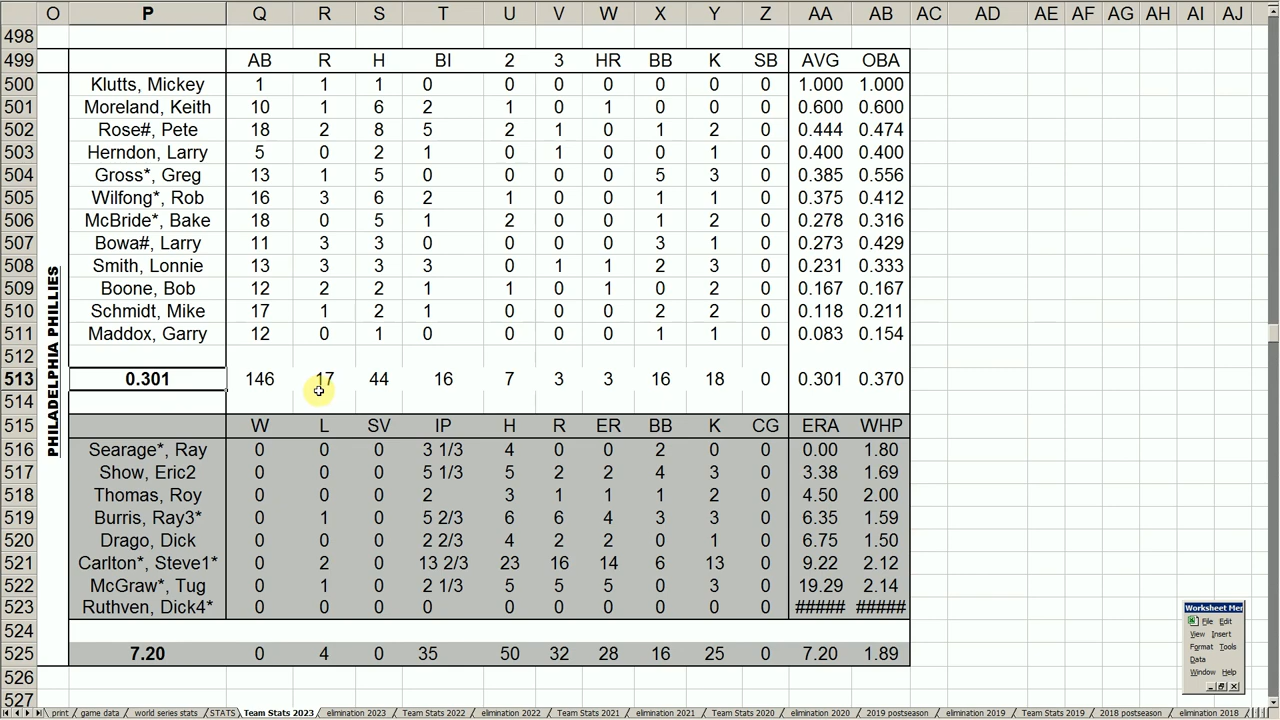 O P Q R S T U V W X Y Z AA AB AC AD AE AF AG AH AI AJ
498
499 AB R H BI 2 3 HR BB K SB AVG OBA
500 Klutts, Mickey 1 1 1 0 0 0 0 0 0 0 1.000 1.000
501 Moreland, Keith 10 1 6 2 1 0 1 0 0 0 0.600 0.600
502 Rose#, Pete 18 2 8 5 2 1 0 1 2 0 0.444 0.474
503 Herndon, Larry 5 0 2 1 0 1 0 0 1 0 0.400 0.400
504 Gross*, Greg 13 1 5 0 0 0 0 5 3 0 0.385 0.556
505 Wilfong*, Rob 16 3 6 2 1 0 0 1 1 0 0.375 0.412
506 McBride*, Bake 18 0 5 1 2 0 0 1 2 0 0.278 0.316
507 Bowa#, Larry 11 3 3 0 0 0 0 3 1 0 0.273 0.429
508 Smith, Lonnie 13 3 3 3 0 1 1 2 3 0 0.231 0.333
509 Boone, Bob 12 2 2 1 1 0 1 0 2 0 0.167 0.167
510 Schmidt, Mike 17 1 2 1 0 0 0 2 2 0 0.118 0.211
511 Maddox, Garry 12 0 1 0 0 0 0 1 1 0 0.083 0.154
PHILADELPHIA PHILLIES
512
513 0.301 146 17 44 16 7 3 3 16 18 0 0.301 0.370
514
515 W L SV IP H R ER BB K CG ERA WHP
516 Searage*, Ray 0 0 0 3 1/3 4 0 0 2 0 0 0.00 1.80
517 Show, Eric2 0 0 0 5 1/3 5 2 2 4 3 0 3.38 1.69
518 Thomas, Roy 0 0 0 2 3 1 1 1 2 0 4.50 2.00
519 Burris, Ray3* 0 1 0 5 2/3 6 6 4 3 3 0 6.35 1.59
520 Drago, Dick 0 0 0 2 2/3 4 2 2 0 1 0 6.75 1.50
521 Carlton*, Steve1* 0 2 0 13 2/3 23 16 14 6 13 0 9.22 2.12
522 McGraw*, Tug 0 1 0 2 1/3 5 5 5 0 3 0 19.29 2.14
523 Ruthven, Dick4* 0 0 0 0 0 0 0 0 0 0 ##### #####
524
525 7.20 0 4 0 35 50 32 28 16 25 0 7.20 1.89
526
527
Worksheet Mer
File Edit
View Insert
Format Tools
Data
Window Help
print game data world series stats STATS Team Stats 2023 elimination 2023 Team Stats 2022 elimination 2022 Team Stats 2021 elimination 2021 Team Stats 2020 elimination 2020 2019 postseason elimination 2019 Team Stats 2019 2018 postseason elimination 2018